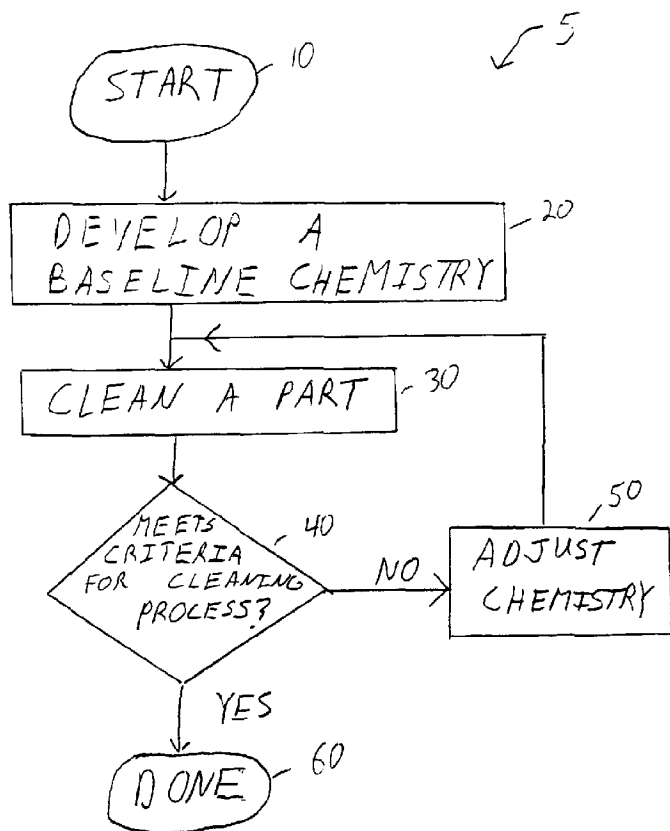 5
START
10
DEVELOP A
BASELINE CHEMISTRY
20
CLEAN A PART
30
MEETS
CRITERIA
FOR CLEANING
PROCESS?
40
NO
50
ADJUST
CHEMISTRY
YES
DONE
60